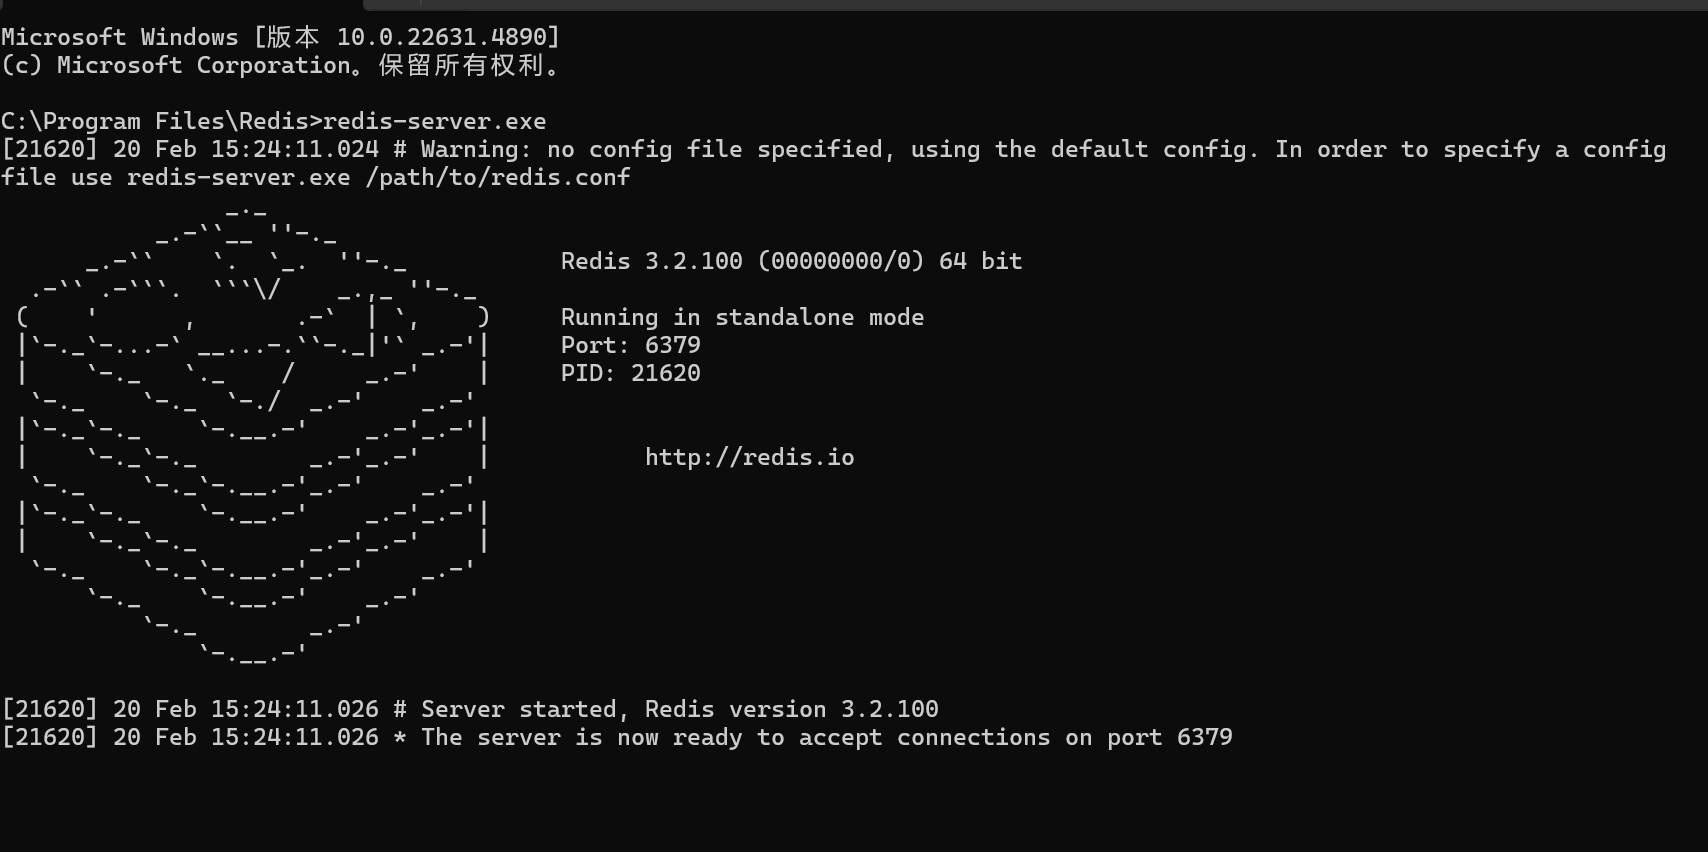 Microsoft Windows [版本 10.0.22631.4890]
(c) Microsoft Corporation。保留所有权利。
C:\Program Files\Redis>redis-server.exe
[21620] 20 Feb 15:24:11.024 # Warning: no config file specified, using the default config. In order to specify a config
file use redis-server.exe /path/to/redis.conf
Redis 3.2.100 (00000000/0) 64 bit
Running in standalone mode
Port: 6379
PID: 21620
http://redis.io
[21620] 20 Feb 15:24:11.026 # Server started, Redis version 3.2.100
[21620] 20 Feb 15:24:11.026 * The server is now ready to accept connections on port 6379